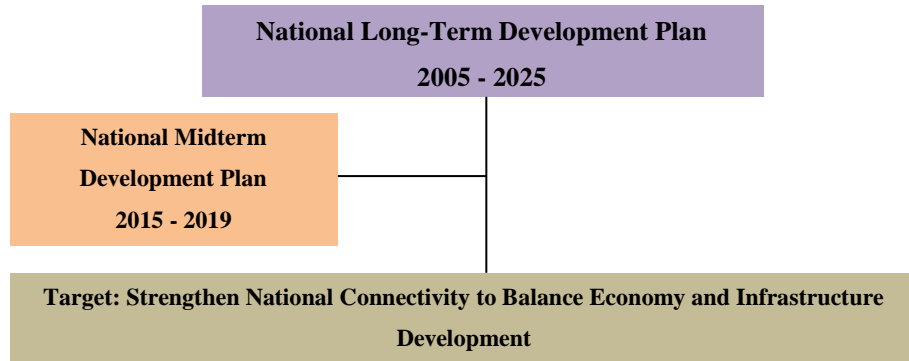 National Long-Term Development Plan
2005 - 2025
National Midterm
Development Plan
2015 - 2019
Target: Strengthen National Connectivity to Balance Economy and Infrastructure
Development